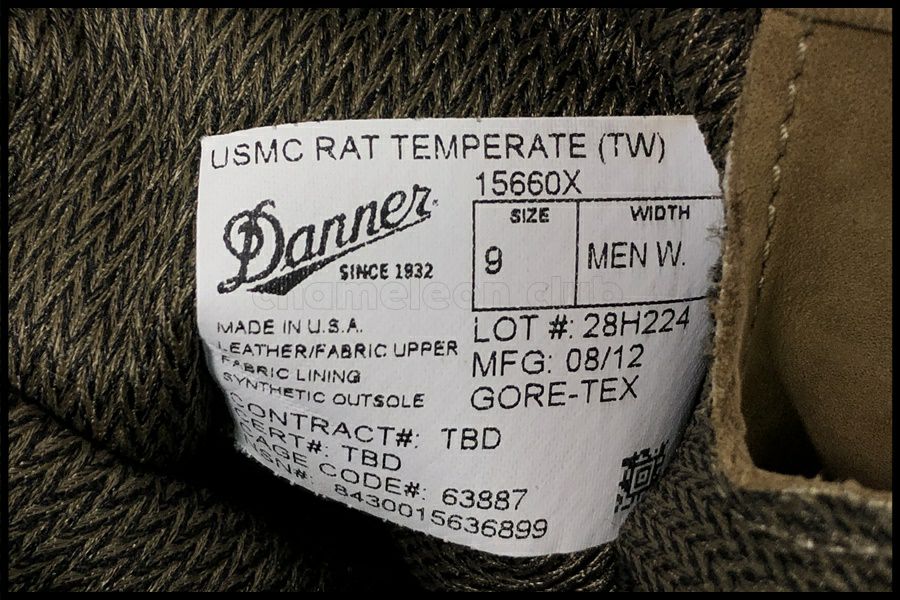 USMC RAT TEMPERATE (TW)
15660X
Danner
SINCE 1932
SIZE
WIDTH
9
MEN W.
chameleon club
MADE IN U.S.A.
LEATHER/FABRIC UPPER
FABRIC LINING
SYNTHETIC OUTSOLE
LOT #: 28H224
MFG: 08/12
GORE-TEX
CONTRACT#: TBD
CERT#: TBD
CAGE CODE#: 63887
NSN#: 8430015636899